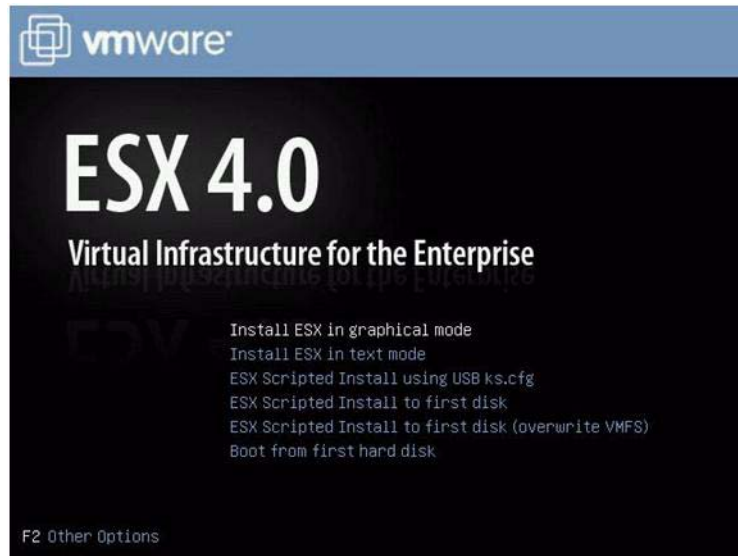 vmware
ESX 4.0
Virtual Infrastructure for the Enterprise
Install ESX in graphical mode
Install ESX in text mode
ESX Scripted Install using USB ks.cfg
ESX Scripted Install to first disk
ESX Scripted Install to first disk (overwrite VMFS)
Boot from first hard disk
F2 Other Options